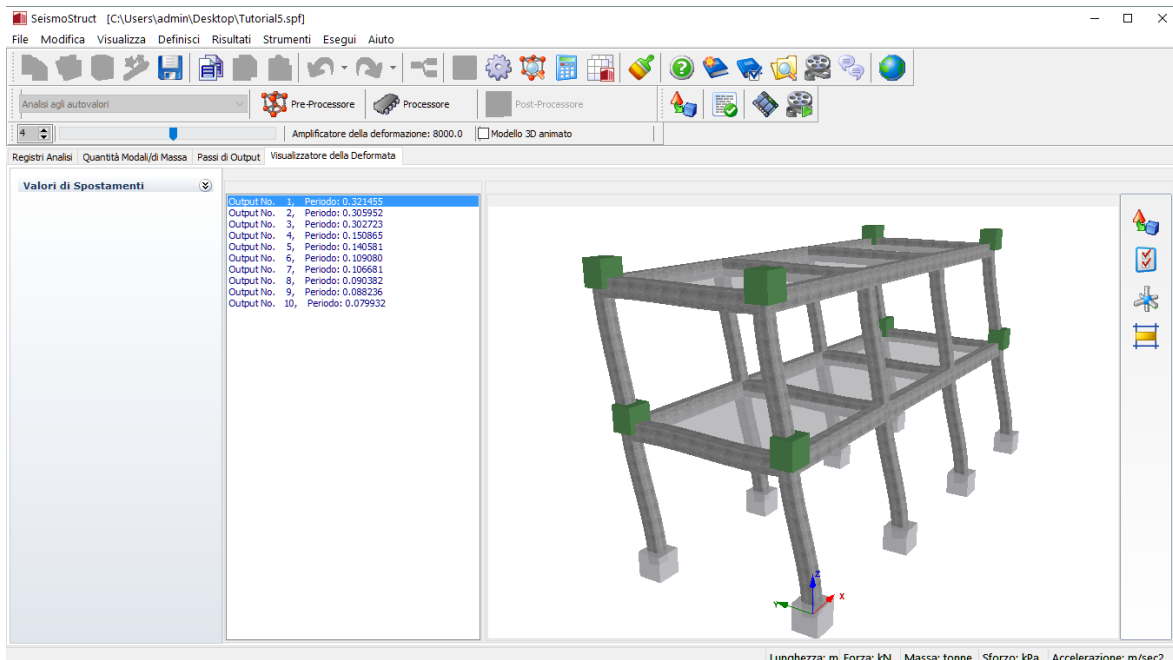 SeismoStruct [C:\Users\admin\Desktop\Tutorial5.spf]
File Modifica Visualizza Definisci Risultati Strumenti Esegui Aiuto
Analisi agli autovalori Pre-Processore Processore Post-Processore
4 Amplificatore della deformazione: 8000.0 Modello 3D animato
Registri Analisi Quantità Modali/di Massa Passi di Output Visualizzatore della Deformata
Valori di Spostamenti
Output No. 1, Periodo: 0.321455
Output No. 2, Periodo: 0.305952
Output No. 3, Periodo: 0.302723
Output No. 4, Periodo: 0.150865
Output No. 5, Periodo: 0.140581
Output No. 6, Periodo: 0.109080
Output No. 7, Periodo: 0.106681
Output No. 8, Periodo: 0.090382
Output No. 9, Periodo: 0.088236
Output No. 10, Periodo: 0.079932
Z
Y X
Lunghezza: m Forza: kN Massa: tonne Sforzo: kPa Accelerazione: m/sec2